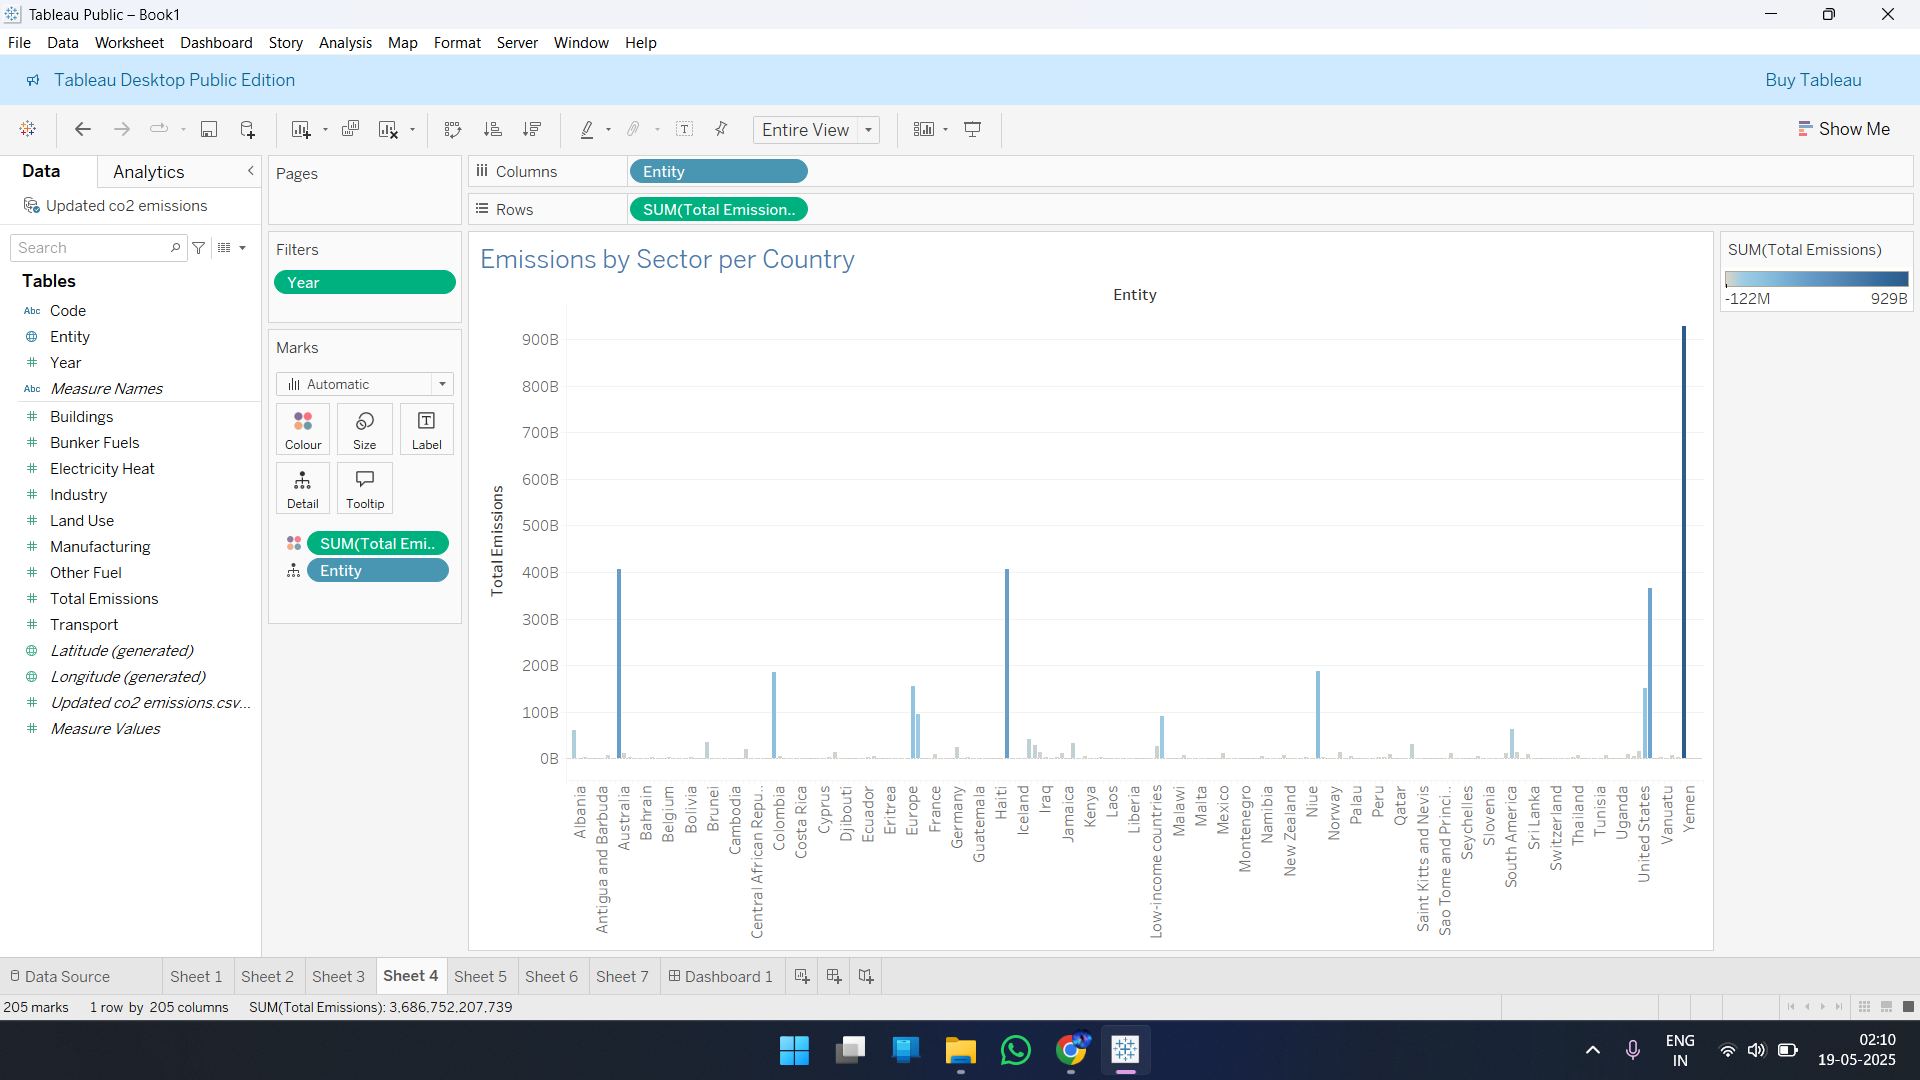 Tableau Public – Book1
File Data Worksheet Dashboard Story Analysis Map Format Server Window Help
Tableau Desktop Public Edition
Buy Tableau
Entire View
Show Me
Data
Analytics
Updated co2 emissions
Search
Tables
Abc Code
Entity
# Year
Abc Measure Names
# Buildings
# Bunker Fuels
# Electricity Heat
# Industry
# Land Use
# Manufacturing
# Other Fuel
# Total Emissions
# Transport
Latitude (generated)
Longitude (generated)
# Updated co2 emissions.csv...
# Measure Values
Pages
Filters
Year
Marks
Automatic
Colour Size Label
Detail Tooltip
SUM(Total Emi..
Entity
Columns Entity
Rows SUM(Total Emission..
Emissions by Sector per Country
Entity
Total Emissions
900B
800B
700B
600B
500B
400B
300B
200B
100B
0B
Albania
Antigua and Barbuda
Australia
Bahrain
Belgium
Bolivia
Brunei
Cambodia
Central African Repu..
Colombia
Costa Rica
Cyprus
Djibouti
Ecuador
Eritrea
Europe
France
Germany
Guatemala
Haiti
Iceland
Iraq
Jamaica
Kenya
Laos
Liberia
Low-income countries
Malawi
Malta
Mexico
Montenegro
Namibia
New Zealand
Niue
Norway
Palau
Peru
Qatar
Saint Kitts and Nevis
Sao Tome and Princi..
Seychelles
Slovenia
South America
Sri Lanka
Switzerland
Thailand
Tunisia
Uganda
United States
Vanuatu
Yemen
SUM(Total Emissions)
-122M 929B
Data Source Sheet 1 Sheet 2 Sheet 3 Sheet 4 Sheet 5 Sheet 6 Sheet 7 Dashboard 1
205 marks 1 row by 205 columns SUM(Total Emissions): 3,686,752,207,739
ENG
IN
02:10
19-05-2025